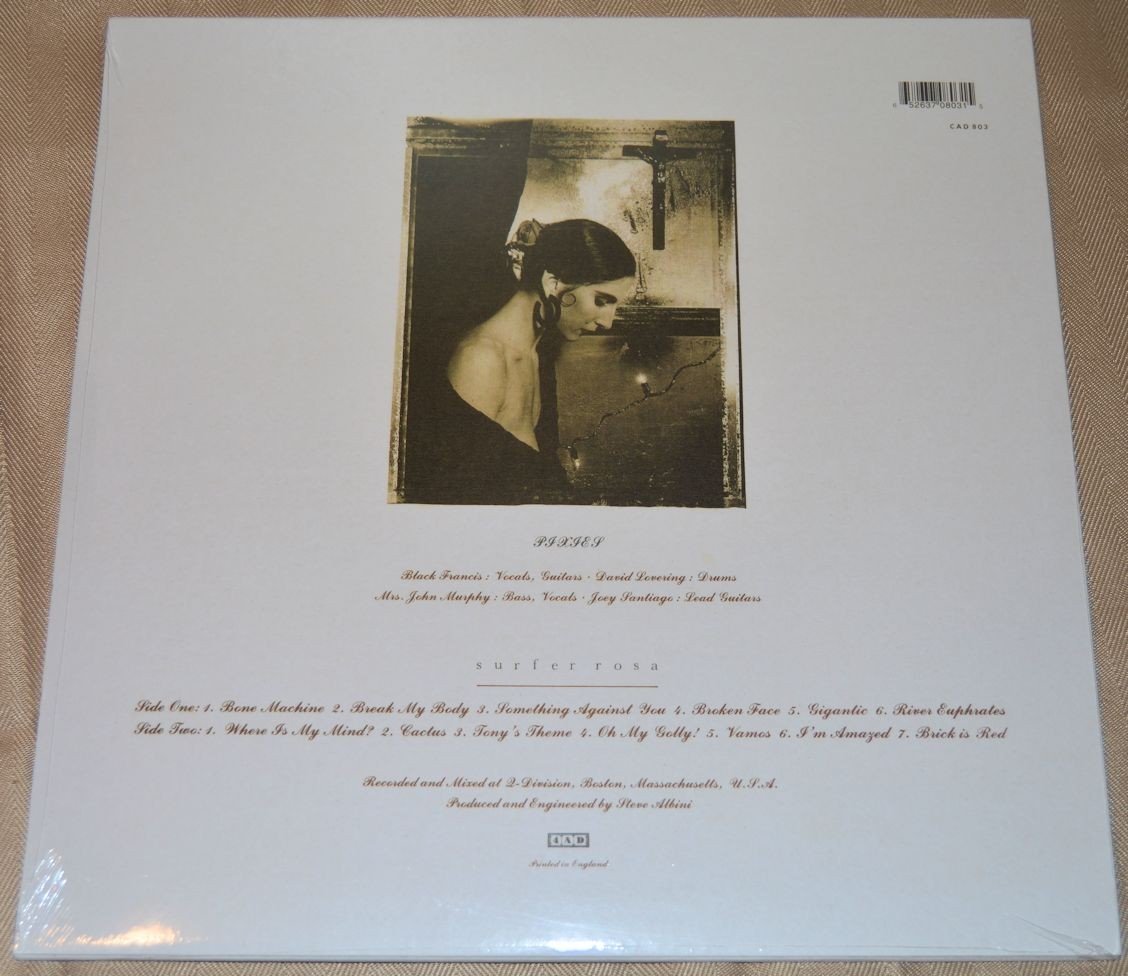 6 52637 08031 5
CAD 803
PIXIES
Black Francis : Vocals, Guitars · David Lovering : Drums
Mrs. John Murphy : Bass, Vocals · Joey Santiago : Lead Guitars
surfer rosa
Side One: 1. Bone Machine 2. Break My Body 3. Something Against You 4. Broken Face 5. Gigantic 6. River Euphrates
Side Two: 1. Where Is My Mind? 2. Cactus 3. Tony's Theme 4. Oh My Golly! 5. Vamos 6. I'm Amazed 7. Brick is Red
Recorded and Mixed at Q-Division, Boston, Massachusetts, U.S.A.
Produced and Engineered by Steve Albini
4AD
Printed in England